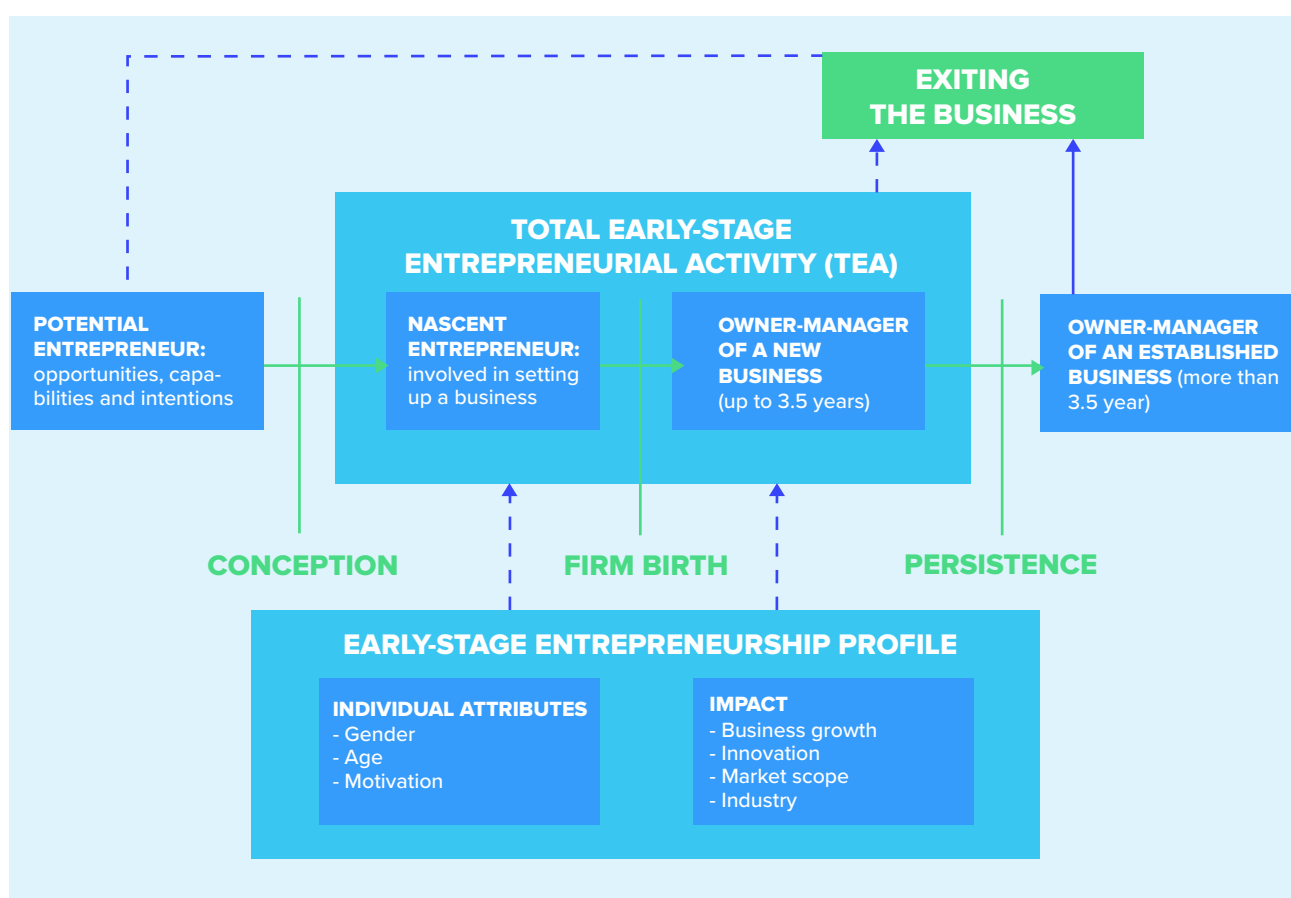 EXITING
THE BUSINESS
TOTAL EARLY-STAGE
ENTREPRENEURIAL ACTIVITY (TEA)
POTENTIAL
ENTREPRENEUR:
opportunities, capa-
bilities and intentions
NASCENT
ENTREPRENEUR:
involved in setting
up a business
OWNER-MANAGER
OF A NEW
BUSINESS
(up to 3.5 years)
OWNER-MANAGER
OF AN ESTABLISHED
BUSINESS (more than
3.5 year)
CONCEPTION
FIRM BIRTH
PERSISTENCE
EARLY-STAGE ENTREPRENEURSHIP PROFILE
INDIVIDUAL ATTRIBUTES
- Gender
- Age
- Motivation
IMPACT
- Business growth
- Innovation
- Market scope
- Industry